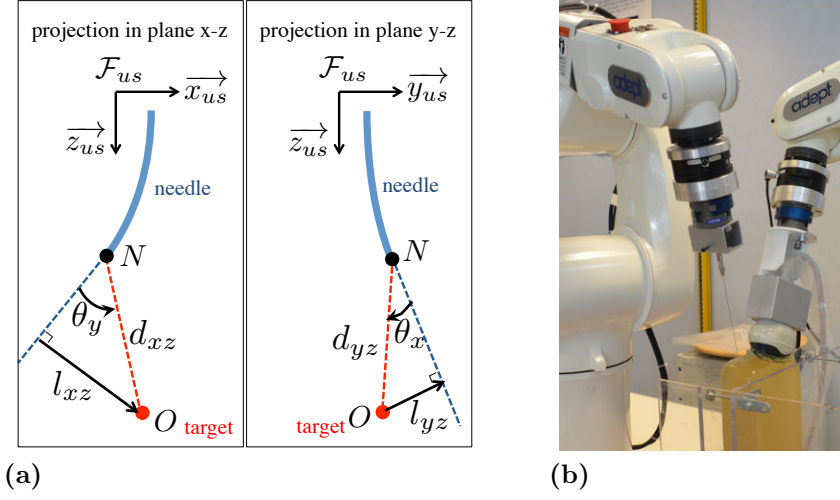 projection in plane x-z
projection in plane y-z
F_us
x_us
z_us
needle
N
θ_y
d_xz
l_xz
O target
F_us
y_us
z_us
needle
N
θ_x
d_yz
O
target
l_yz
adept
adept
(a)
(b)